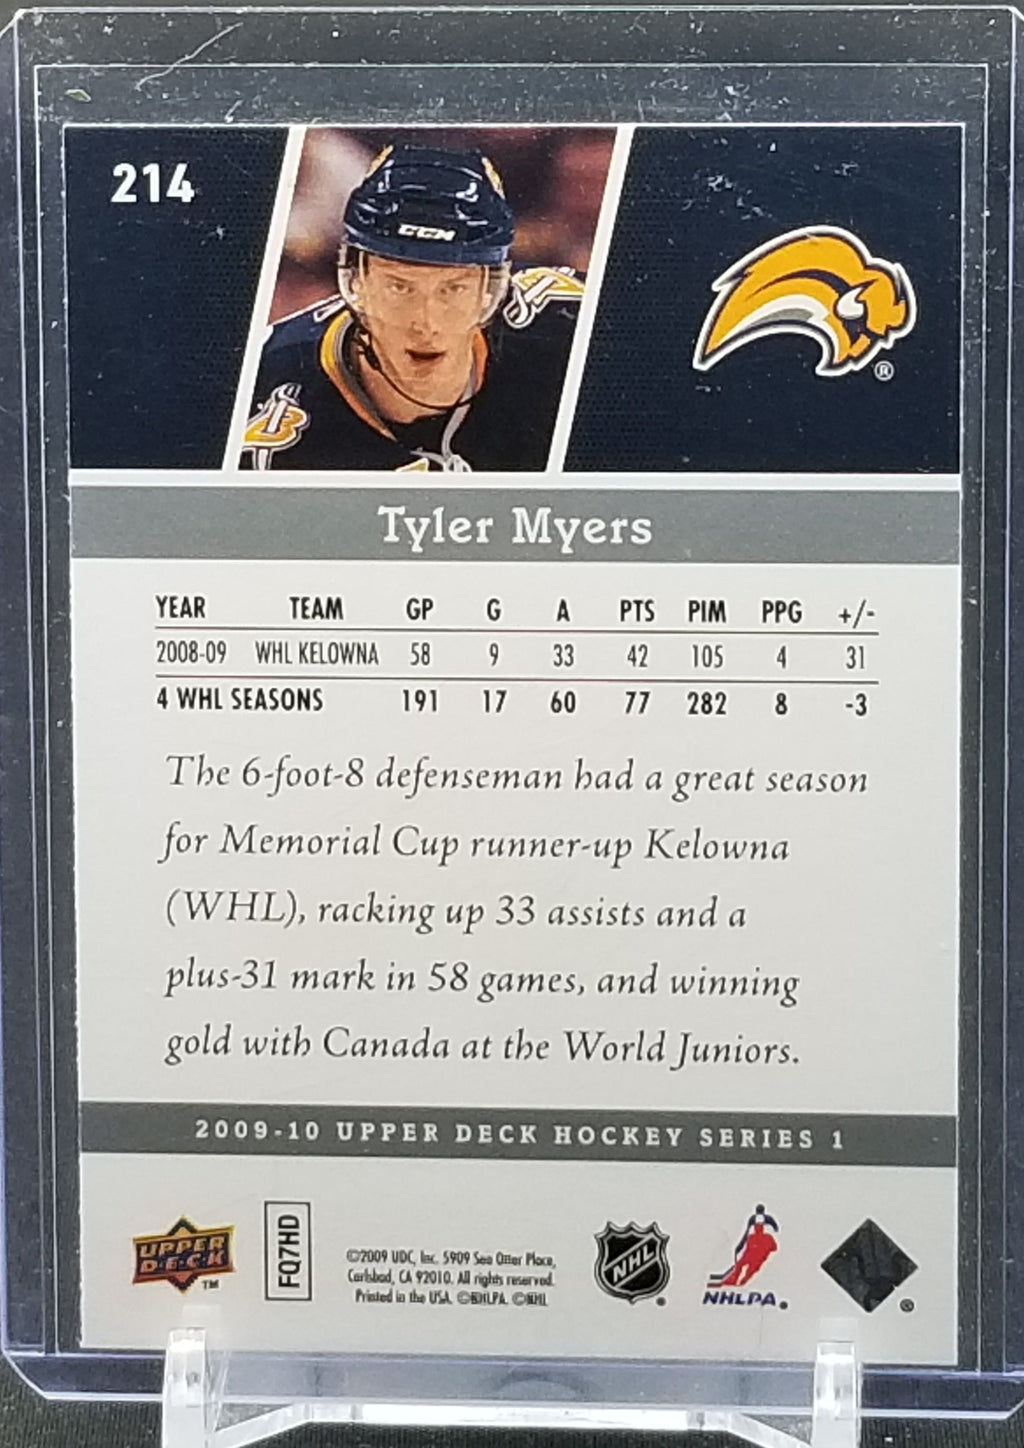 214
CCM
®
Tyler Myers
YEAR TEAM GP G A PTS PIM PPG +/-
2008-09 WHL KELOWNA 58 9 33 42 105 4 31
4 WHL SEASONS 191 17 60 77 282 8 -3
The 6-foot-8 defenseman had a great season
for Memorial Cup runner-up Kelowna
(WHL), racking up 33 assists and a
plus-31 mark in 58 games, and winning
gold with Canada at the World Juniors.
2009-10 UPPER DECK HOCKEY SERIES 1
UPPER
DECK
TM
FQ7HD
©2009 UDC, Inc. 5909 Sea Otter Place,
Carlsbad, CA 92010. All rights reserved.
Printed in the USA. ©NHLPA. ©NHL
NHL
NHLPA®